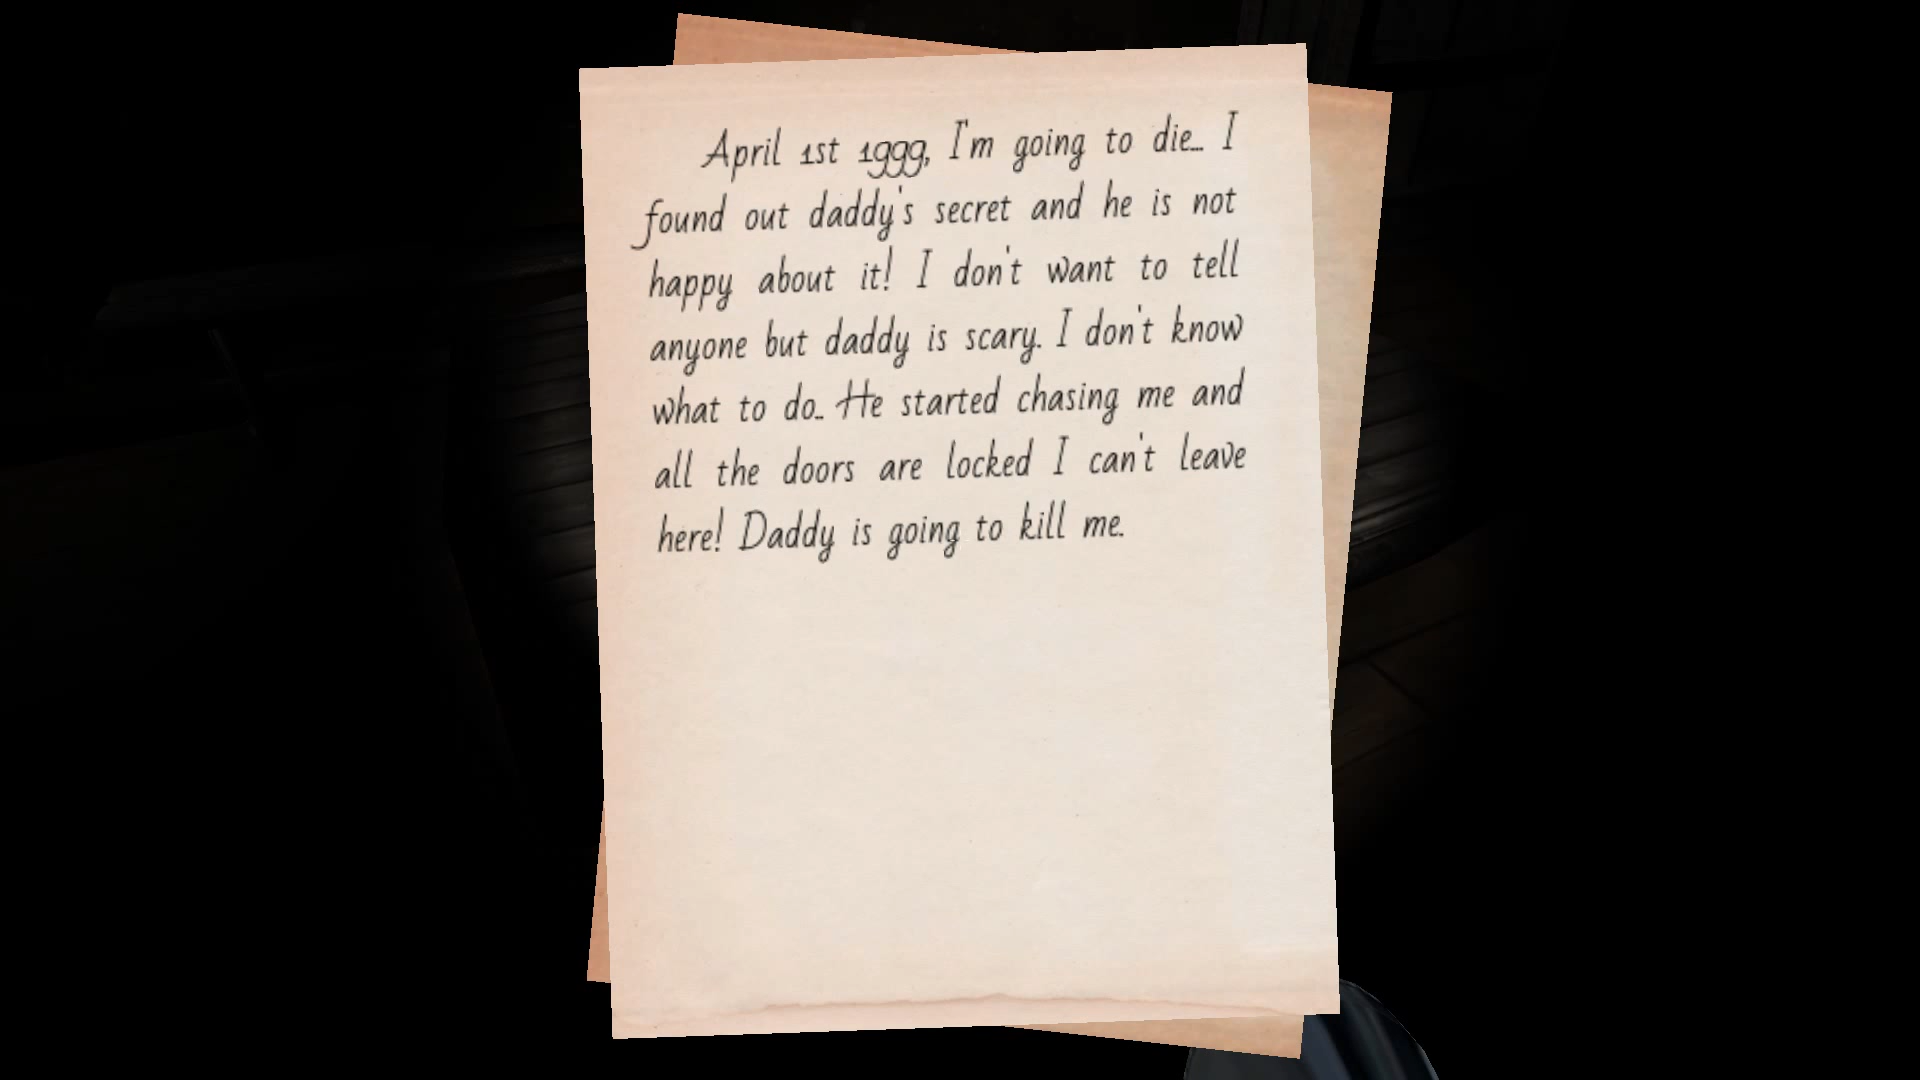 April 1st 1999, I'm going to die... I
found out daddy's secret and he is not
happy about it! I don't want to tell
anyone but daddy is scary. I don't know
what to do.. He started chasing me and
all the doors are locked I can't leave
here! Daddy is going to kill me.